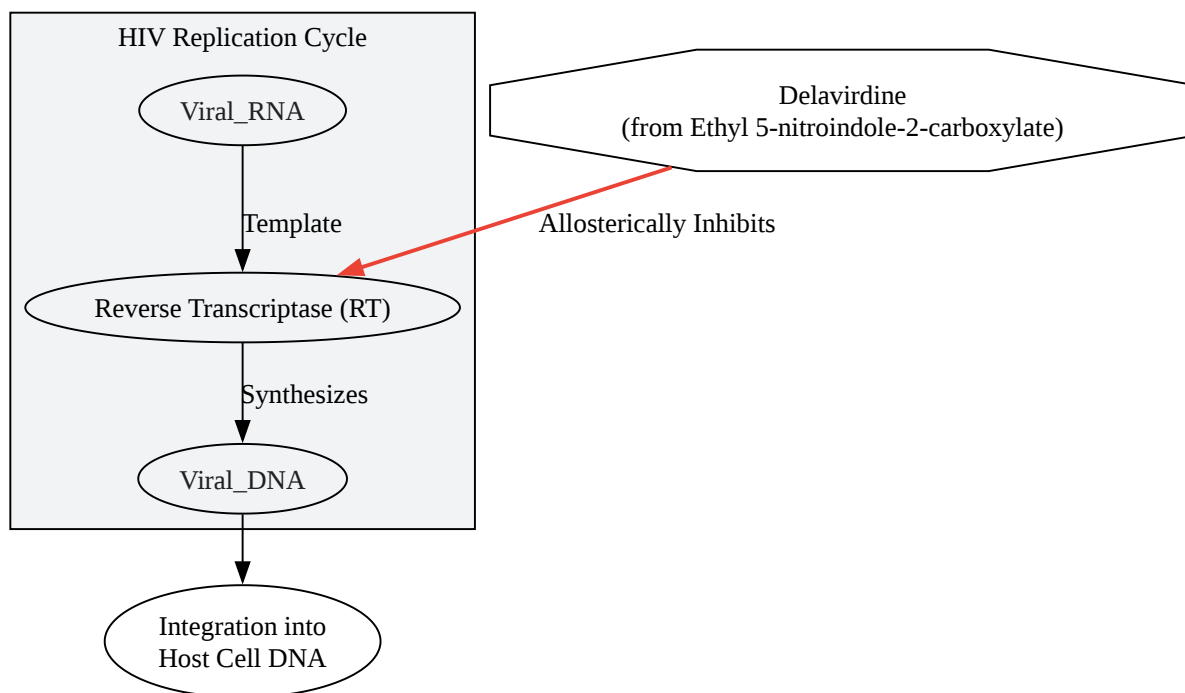 HIV Replication Cycle
Viral_RNA
Delavirdine
(from Ethyl 5-nitroindole-2-carboxylate)
Template
Allosterically Inhibits
Reverse Transcriptase (RT)
Synthesizes
Viral_DNA
Integration into
Host Cell DNA